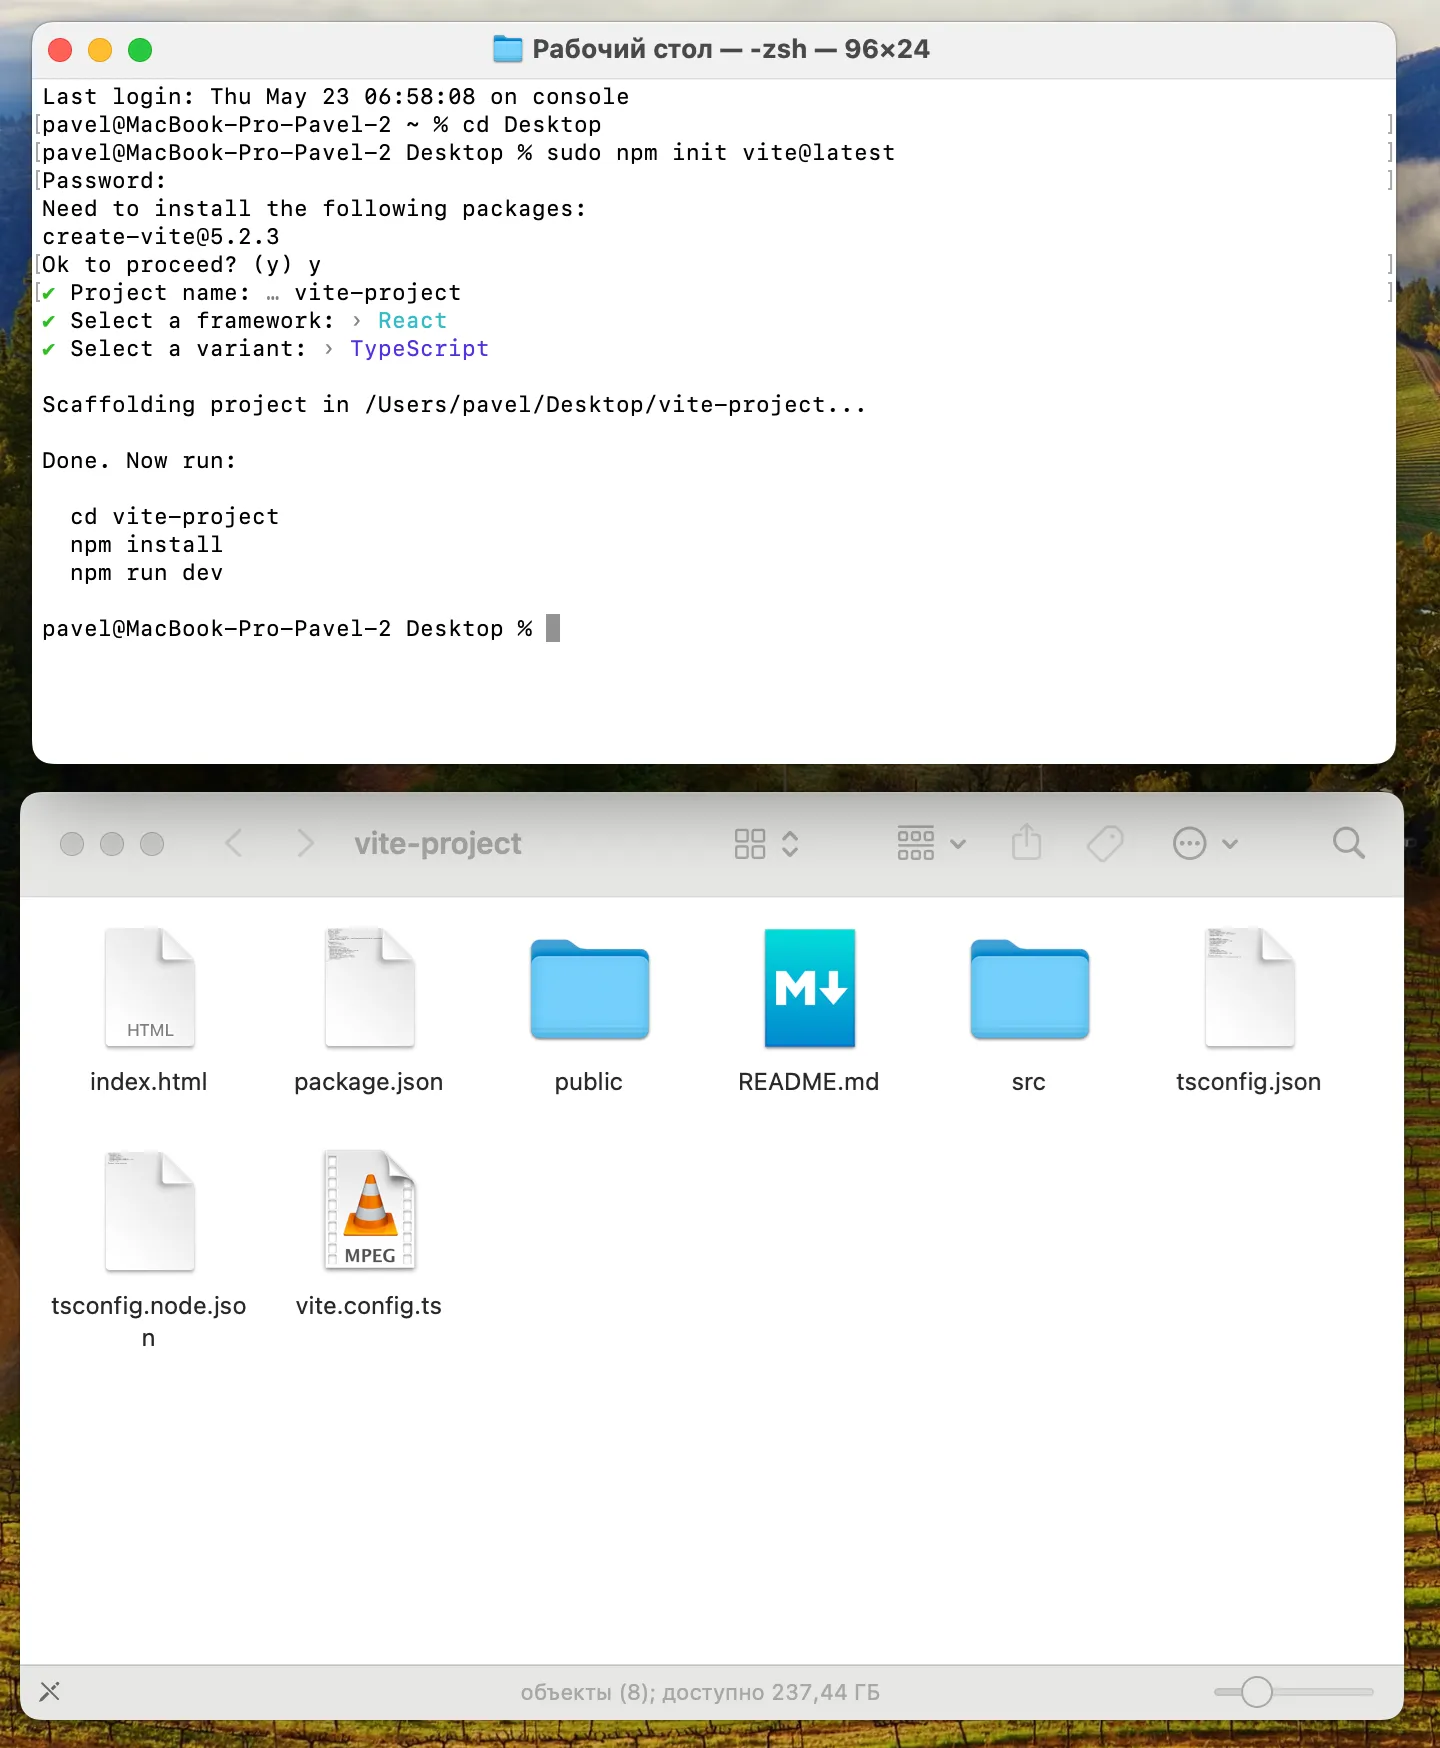 Рабочий стол — -zsh — 96×24
Last login: Thu May 23 06:58:08 on console
[pavel@MacBook-Pro-Pavel-2 ~ % cd Desktop ]
[pavel@MacBook-Pro-Pavel-2 Desktop % sudo npm init vite@latest ]
[Password: ]
Need to install the following packages:
create-vite@5.2.3
[Ok to proceed? (y) y ]
[✔ Project name: … vite-project ]
✔ Select a framework: › React
✔ Select a variant: › TypeScript
Scaffolding project in /Users/pavel/Desktop/vite-project...
Done. Now run:
cd vite-project
npm install
npm run dev
pavel@MacBook-Pro-Pavel-2 Desktop %
vite-project
HTML
M↓
index.html package.json public README.md src tsconfig.json
MPEG
tsconfig.node.jso vite.config.ts
n
объекты (8); доступно 237,44 ГБ